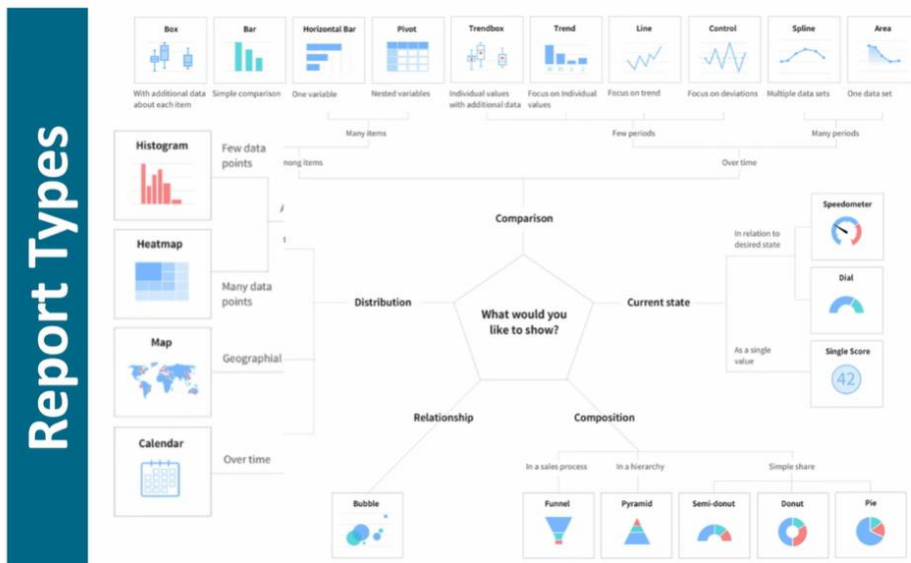 Report Types
Box
Bar
Horizontal Bar
Pivot
Trendbox
Trend
Line
Control
Spline
Area
With additional data
about each item
Simple comparison
One variable
Nested variables
Individual values
with additional data
Focus on Individual
values
Focus on trend
Focus on deviations
Multiple data sets
One data set
Many items
Few periods
Many periods
items
Over time
Histogram
Few data
points
Heatmap
Many data
points
Map
Geographial
Calendar
Over time
Comparison
Distribution
What would you
like to show?
Current state
In relation to
desired state
Speedometer
Dial
As a single
value
Single Score
42
Relationship
Composition
In a sales process
In a hierarchy
Simple share
Bubble
Funnel
Pyramid
Semi-donut
Donut
Pie